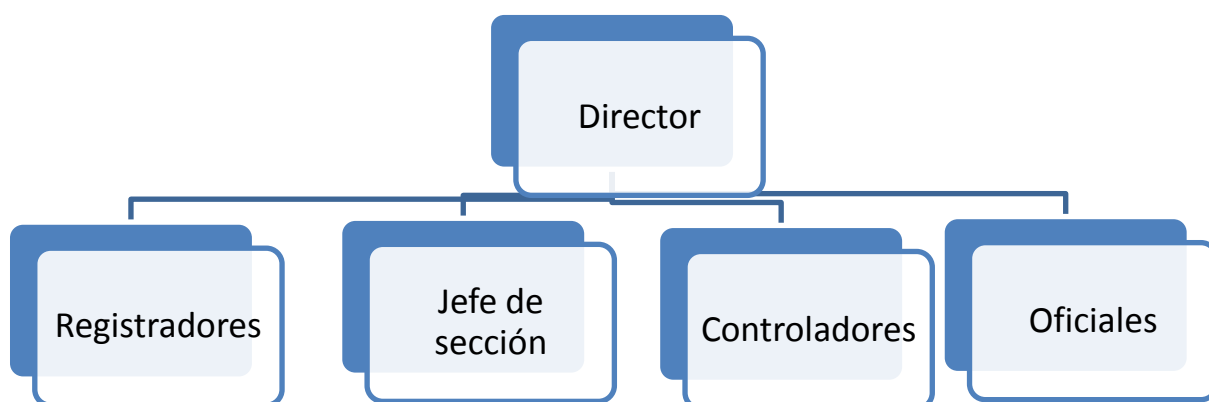 Director
Registradores
Jefe de
sección
Controladores
Oficiales